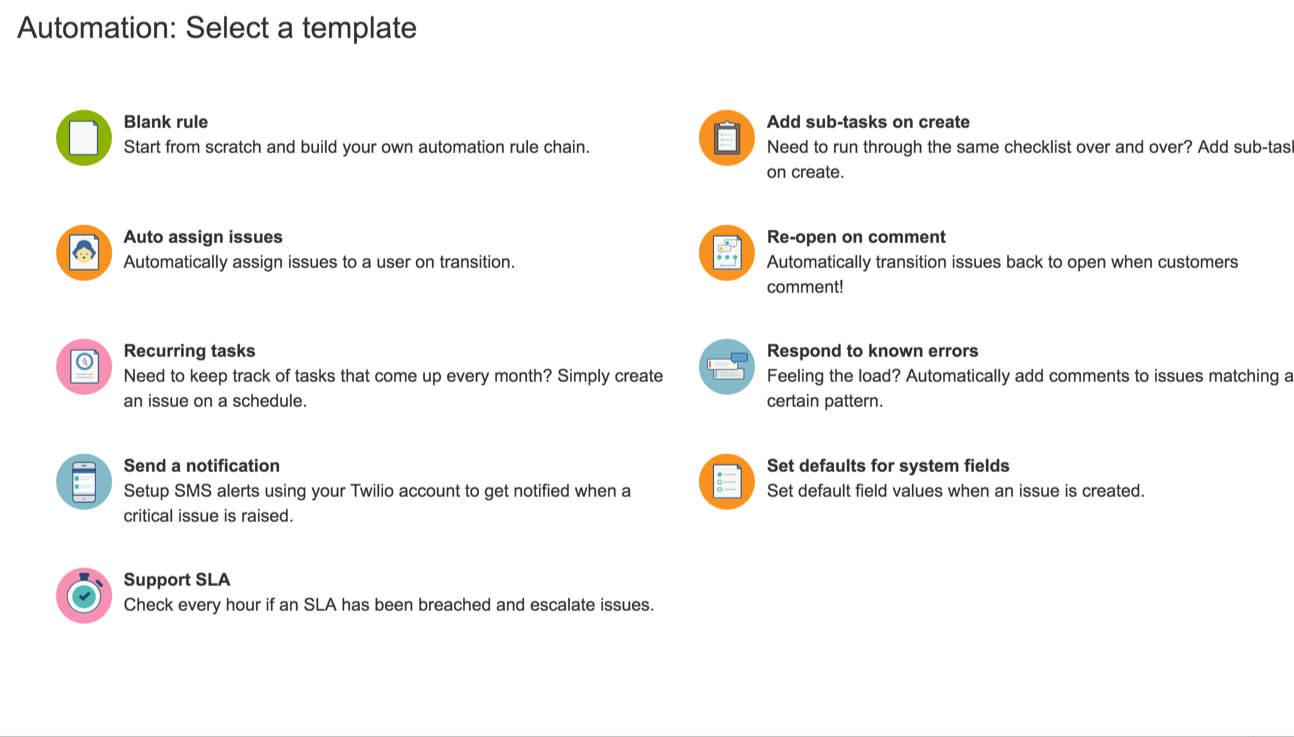 Automation: Select a template
Blank rule
Start from scratch and build your own automation rule chain.
Add sub-tasks on create
Need to run through the same checklist over and over? Add
on create.
Auto assign issues
Automatically assign issues to a user on transition.
Re-open on comment
Automatically transition issues back to open when customers
comment!
Recurring tasks
Need to keep track of tasks that come up every month? Simply create
an issue on a schedule.
Respond to known errors
Feeling the load? Automatically add comments to issues matching a
certain pattern.
Send a notification
Setup SMS alerts using your Twilio account to get notified when a
critical issue is raised.
Set defaults for system fields
Set default field values when an issue is created.
Support SLA
Check every hour if an SLA has been breached and escalate issues.